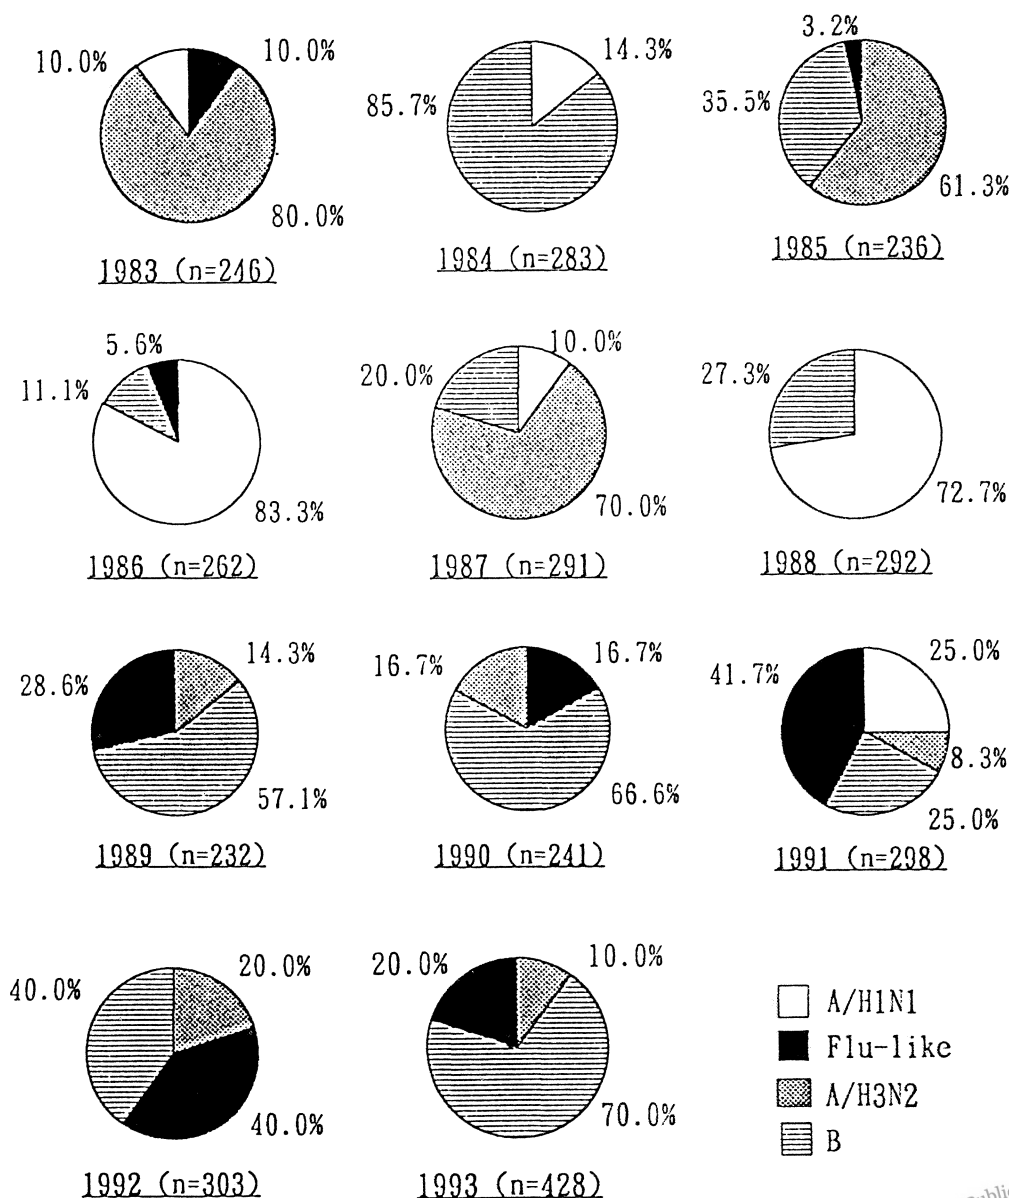 10.0% 10.0%
80.0%
1983 (n=246)
14.3%
85.7%
1984 (n=283)
3.2%
35.5%
61.3%
1985 (n=236)
5.6%
11.1%
83.3%
1986 (n=262)
10.0%
20.0%
70.0%
1987 (n=291)
27.3%
72.7%
1988 (n=292)
14.3%
28.6%
57.1%
1989 (n=232)
16.7% 16.7%
66.6%
1990 (n=241)
25.0%
41.7%
8.3%
25.0%
1991 (n=298)
20.0%
40.0%
40.0%
1992 (n=303)
20.0% 10.0%
70.0%
1993 (n=428)
A/H1N1
Flu-like
A/H3N2
B